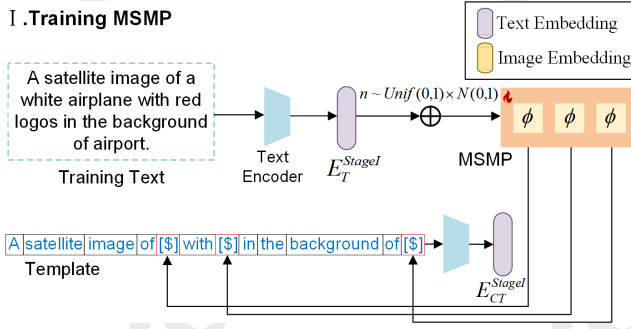 Ⅰ.Training MSMP
Text Embedding
Image Embedding
A satellite image of a
white airplane with red
logos in the background
of airport.
Training Text
Text
Encoder
E_T^{StageI}
n ~ Unif (0,1) × N(0,1)
ϕ ϕ ϕ
MSMP
A satellite image of [$] with [$] in the background of [$]
Template
E_{CT}^{StageI}